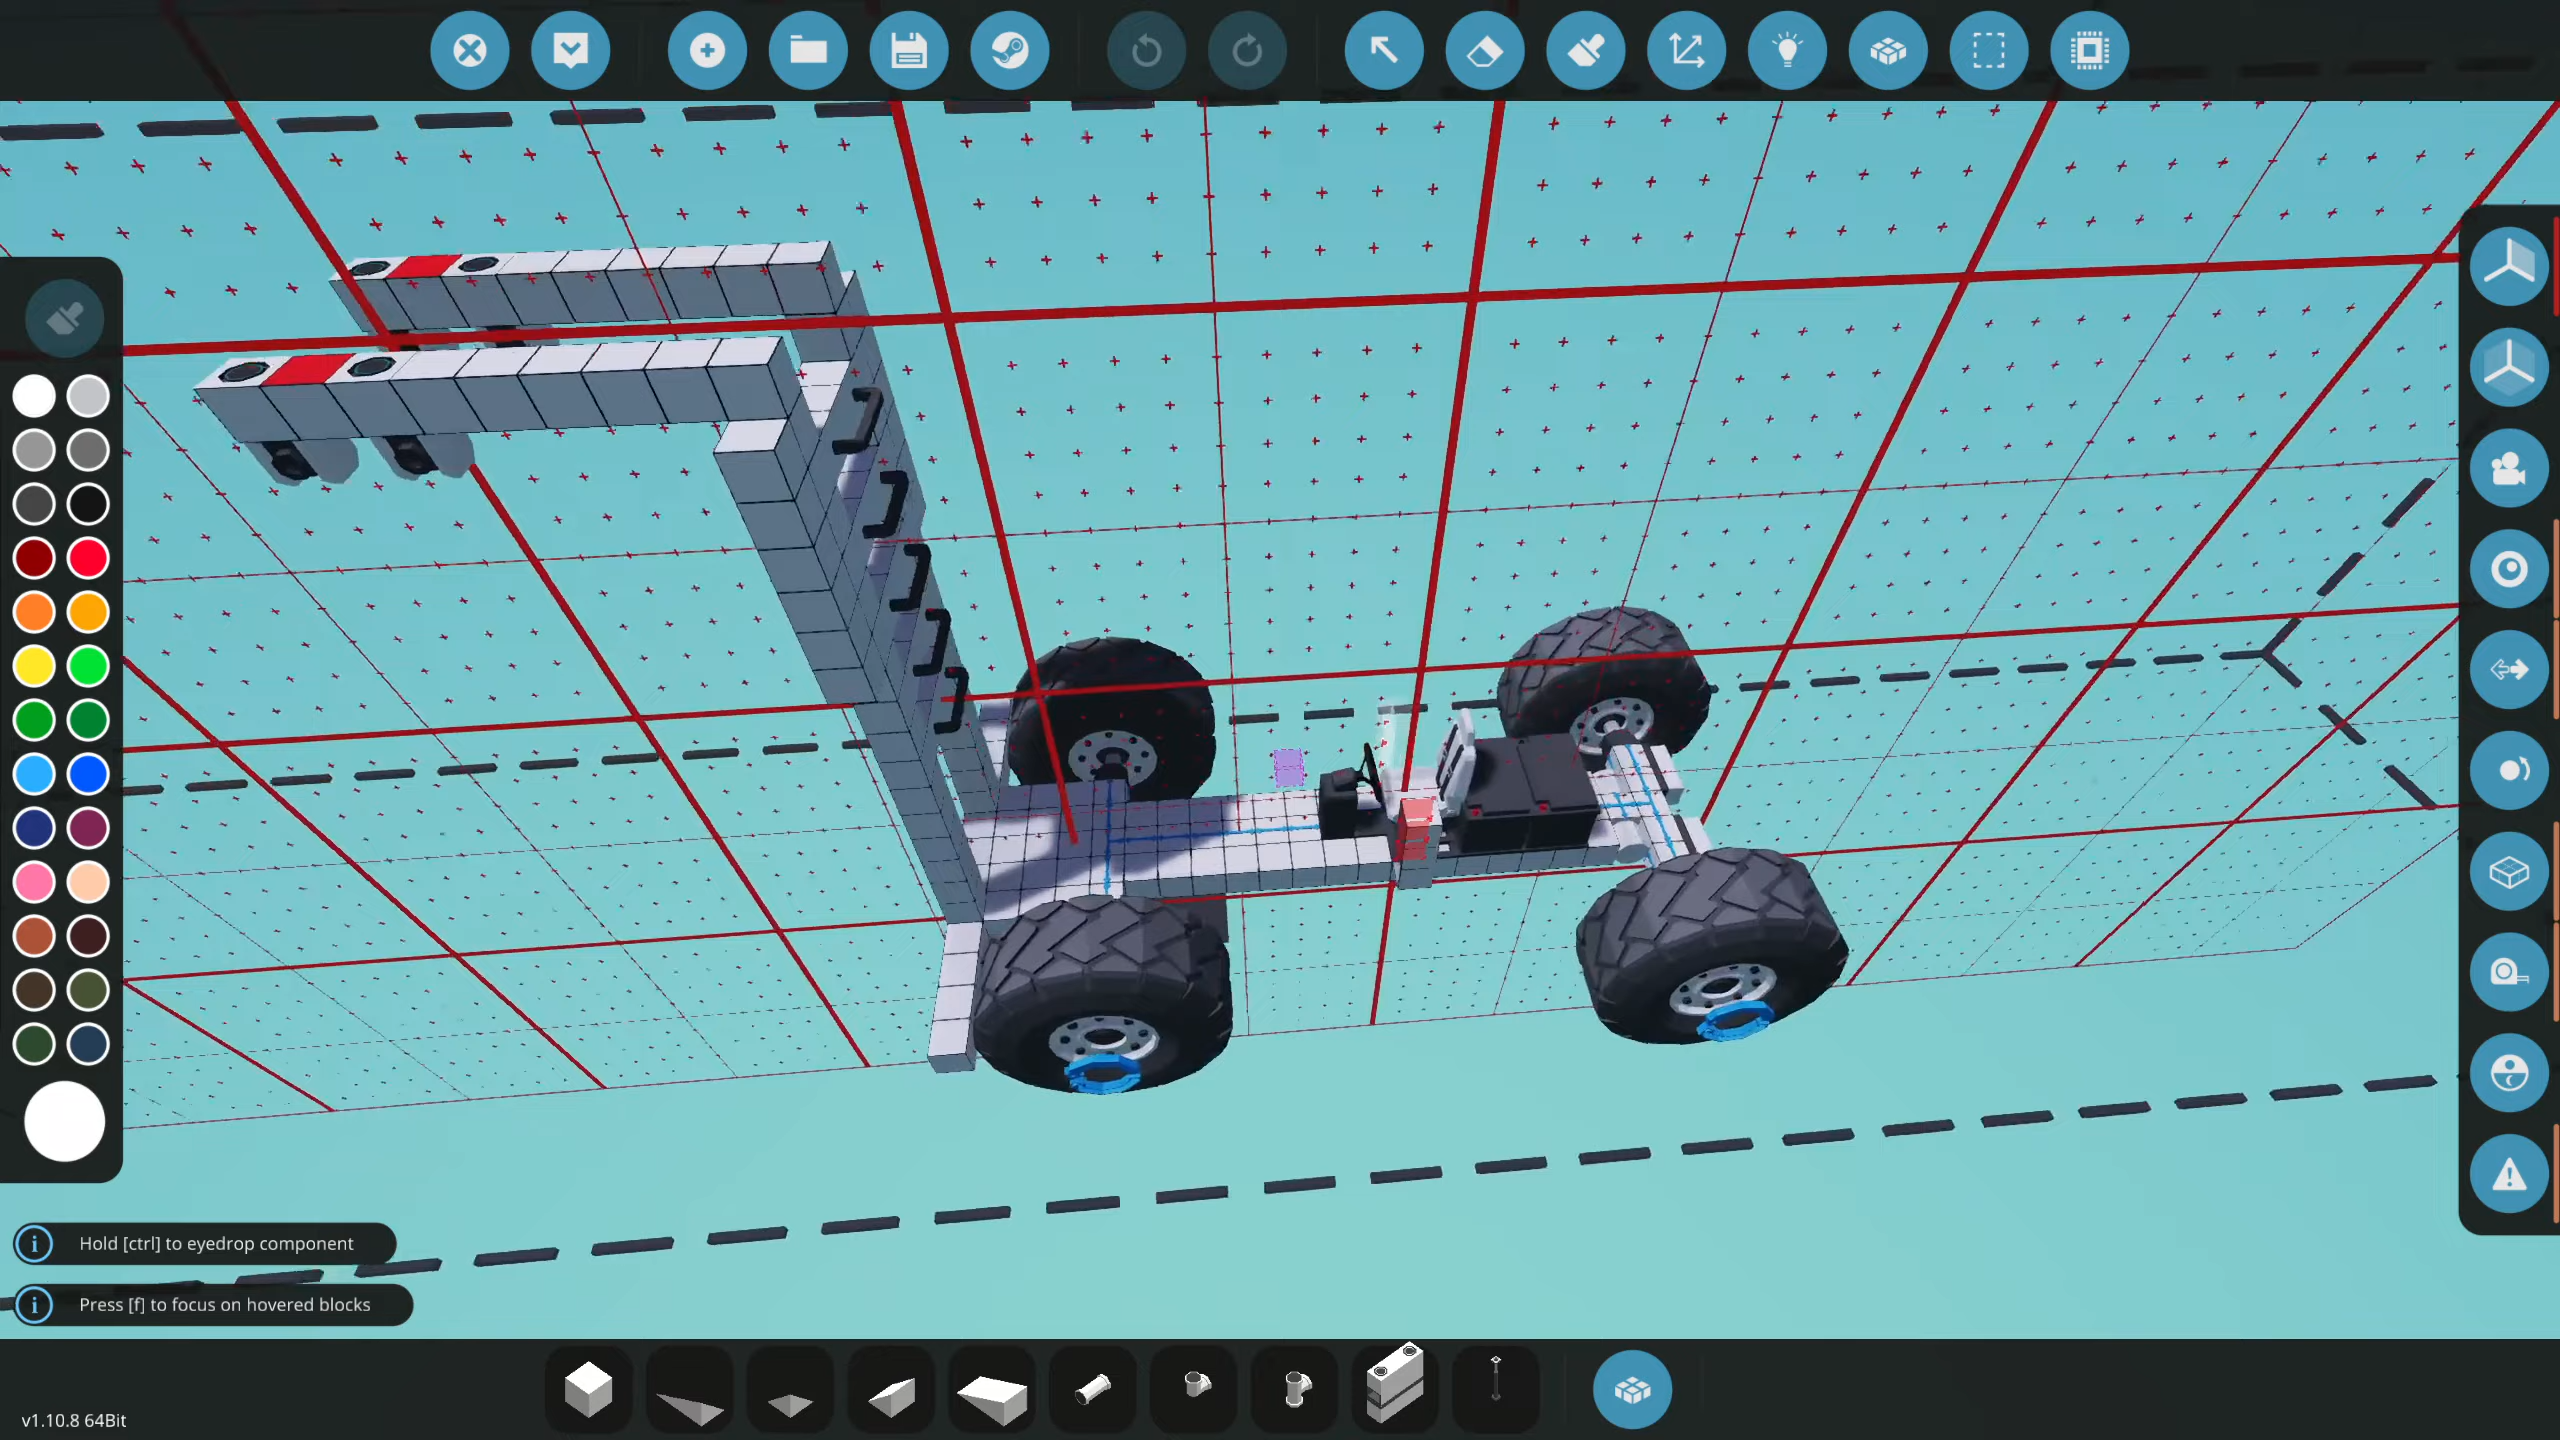 Hold [ctrl] to eyedrop component
Press [f] to focus on hovered blocks
v1.10.8 64Bit